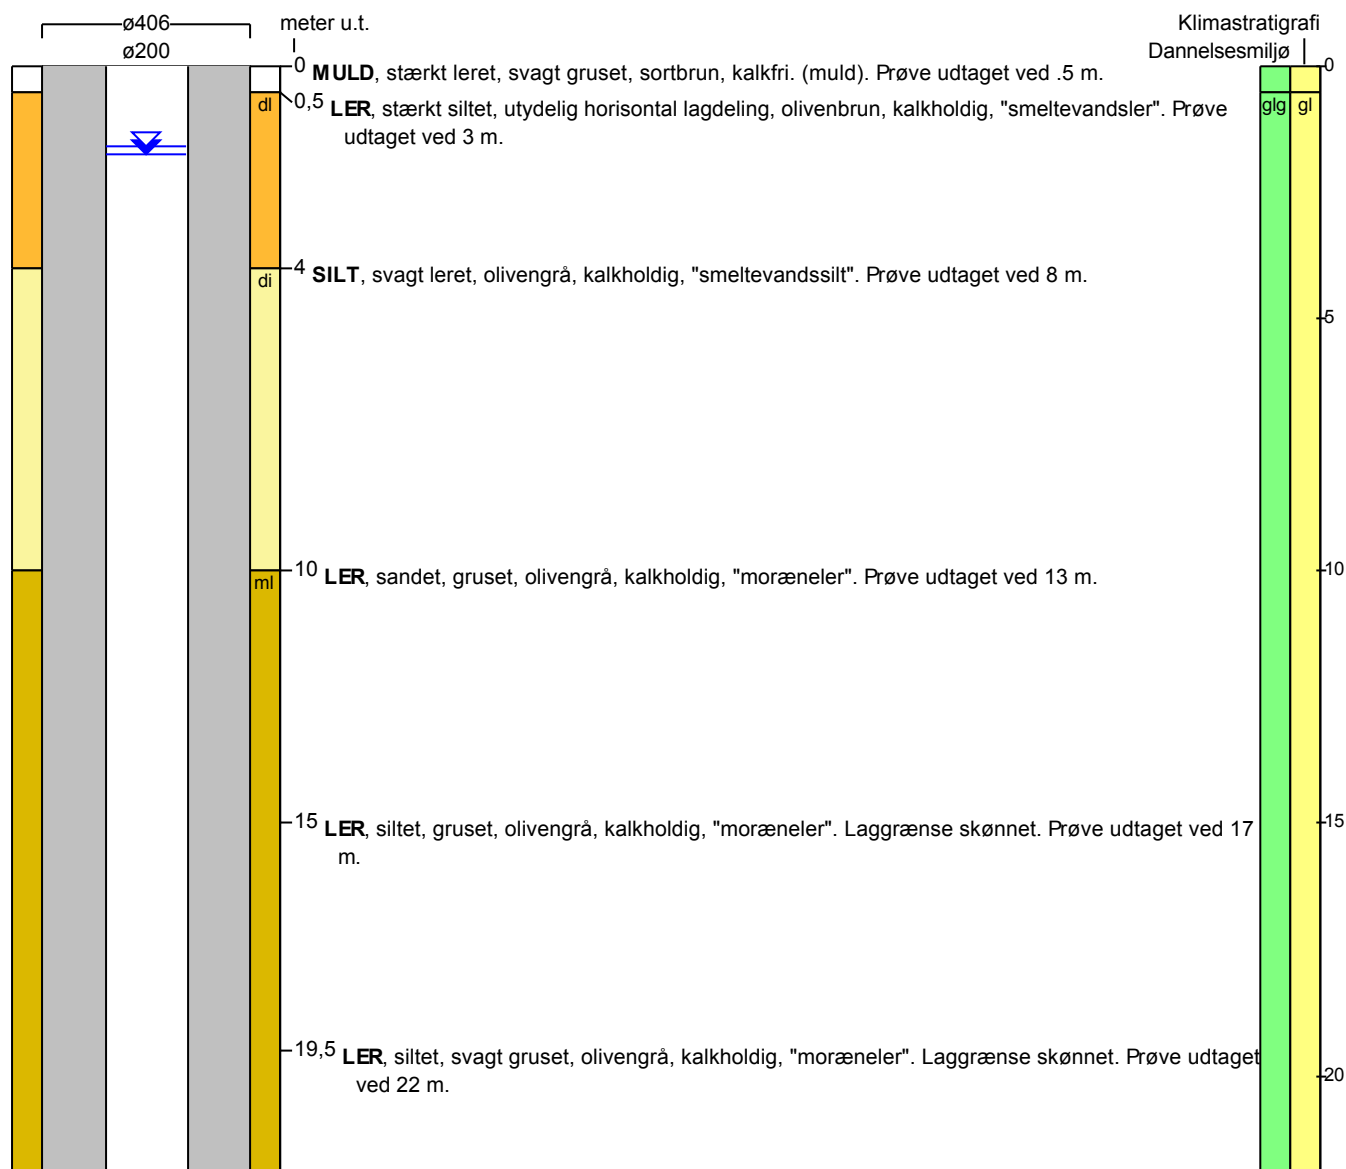 ø406
meter u.t.
Klimastratigrafi
ø200
Dannelsesmiljø
0
MULD, stærkt leret, svagt gruset, sortbrun, kalkfri. (muld). Prøve udtaget ved .5 m.
0
dl
0,5
LER, stærkt siltet, utydelig horisontal lagdeling, olivenbrun, kalkholdig, "smeltevandsler". Prøve
udtaget ved 3 m.
glg
gl
4
SILT, svagt leret, olivengrå, kalkholdig, "smeltevandssilt". Prøve udtaget ved 8 m.
di
5
10
LER, sandet, gruset, olivengrå, kalkholdig, "moræneler". Prøve udtaget ved 13 m.
10
ml
15
LER, siltet, gruset, olivengrå, kalkholdig, "moræneler". Laggrænse skønnet. Prøve udtaget ved 17
m.
15
19,5
LER, siltet, svagt gruset, olivengrå, kalkholdig, "moræneler". Laggrænse skønnet. Prøve udtaget
ved 22 m.
20